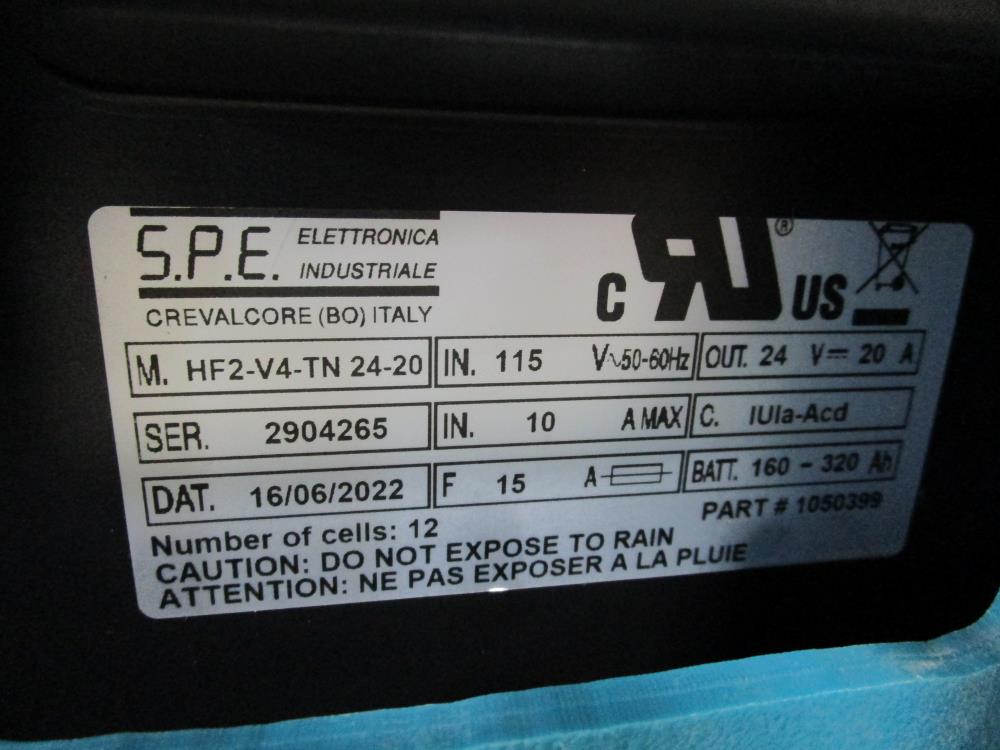 S.P.E. ELETTRONICA
INDUSTRIALE
CREVALCORE (BO) ITALY
C RU ® US
M. HF2-V4-TN 24-20 IN. 115 V~50-60Hz OUT. 24 V⎓ 20 A
SER. 2904265 IN. 10 A MAX C. IUIa-Acd
DAT. 16/06/2022 F 15 A BATT. 160 - 320 Ah
PART # 1050399
Number of cells: 12
CAUTION: DO NOT EXPOSE TO RAIN
ATTENTION: NE PAS EXPOSER A LA PLUIE